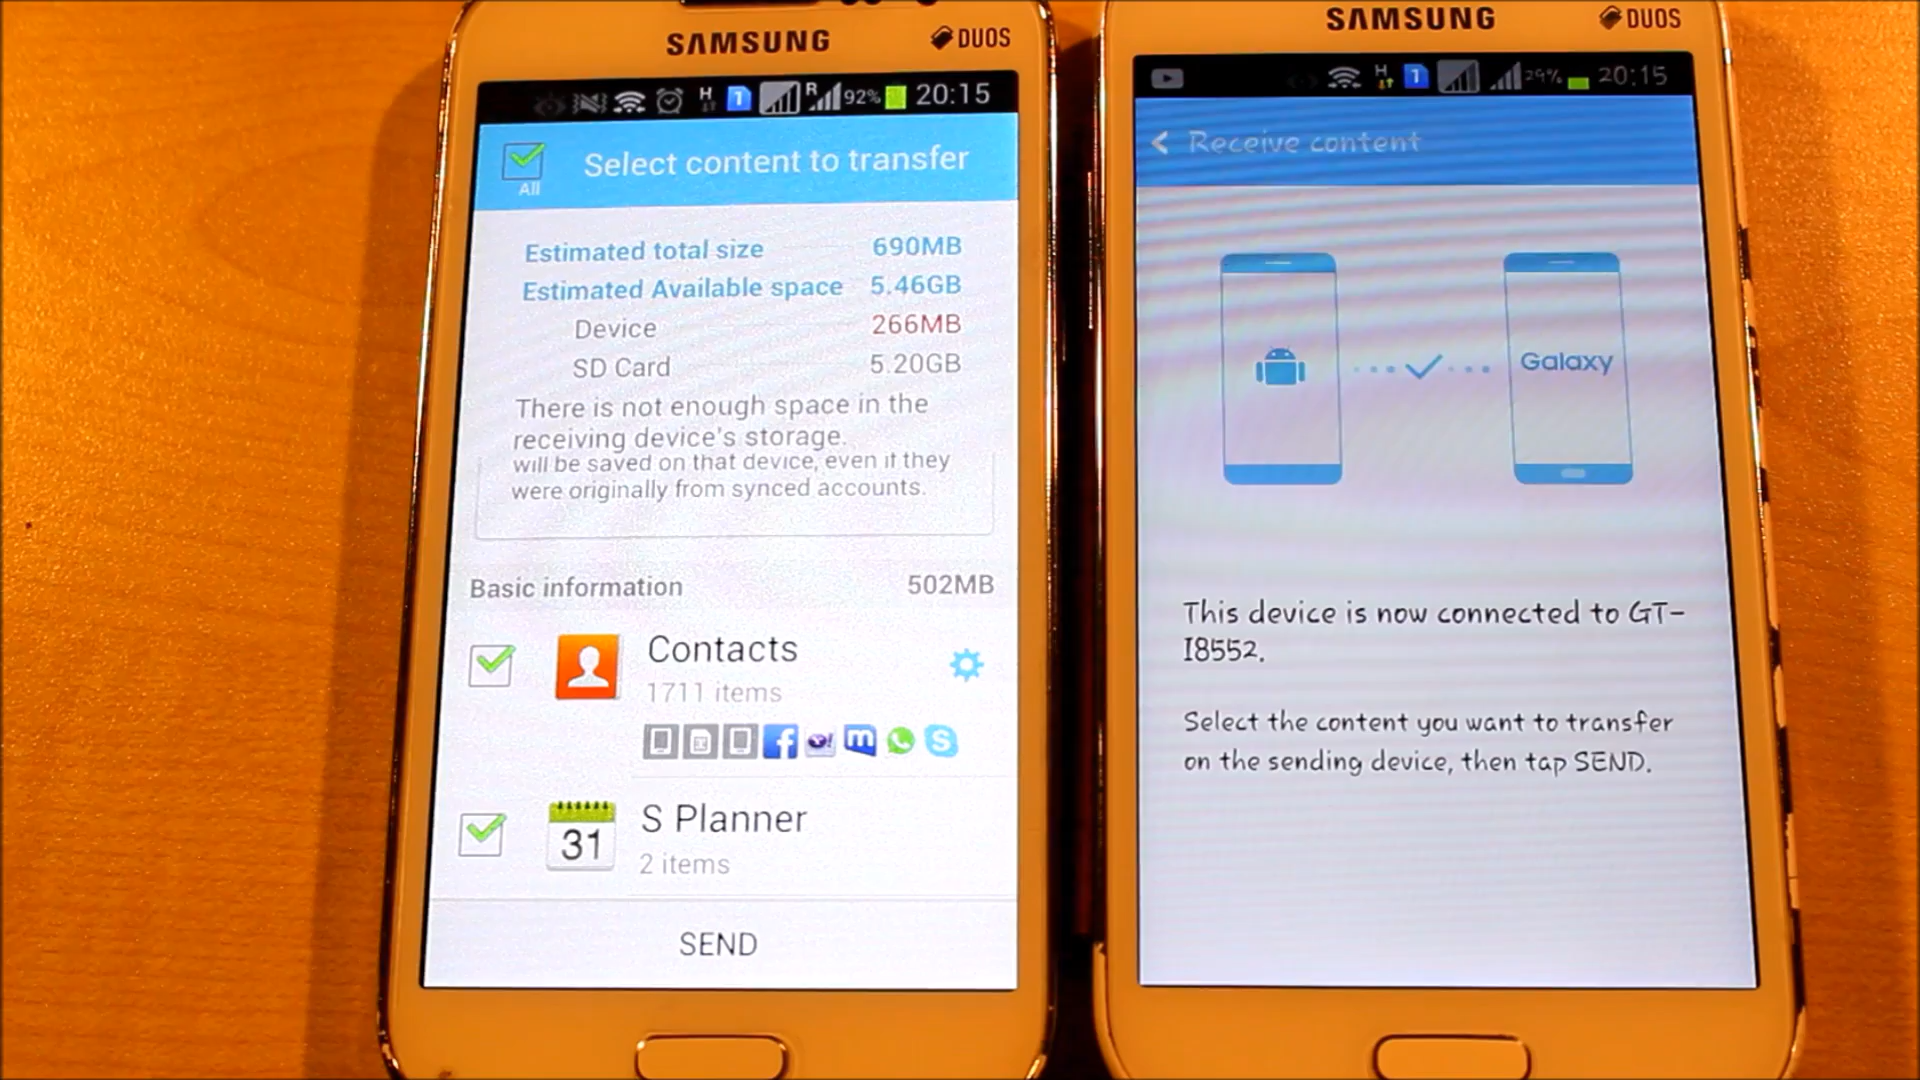 SAMSUNG
DUOS
H
1
R
92%
20:15
All
Select content to transfer
Estimated total size 690MB
Estimated Available space 5.46GB
Device 266MB
SD Card 5.20GB
There is not enough space in the
receiving device's storage.
will be saved on that device, even if they
were originally from synced accounts.
Basic information 502MB
Contacts
1711 items
31
S Planner
2 items
SEND
SAMSUNG
DUOS
H
1
29%
20:15
Receive content
Galaxy
This device is now connected to GT-
I8552.
Select the content you want to transfer
on the sending device, then tap SEND.